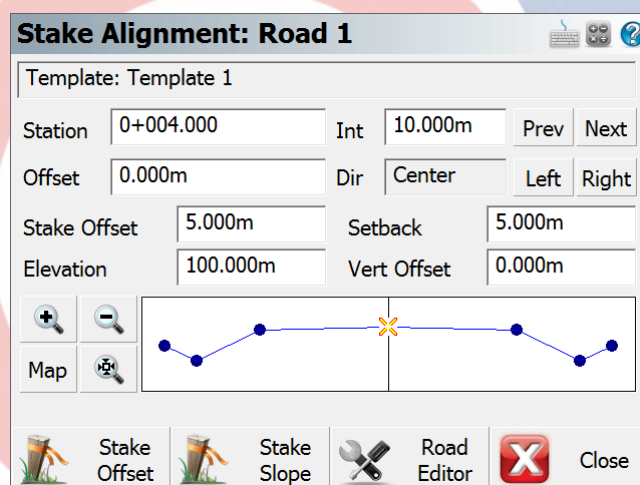 Stake Alignment: Road 1
Template: Template 1
Station 0+004.000 Int 10.000m Prev Next
Offset 0.000m Dir Center Left Right
Stake Offset 5.000m Setback 5.000m
Elevation 100.000m Vert Offset 0.000m
Map
Stake Offset Stake Slope Road Editor Close